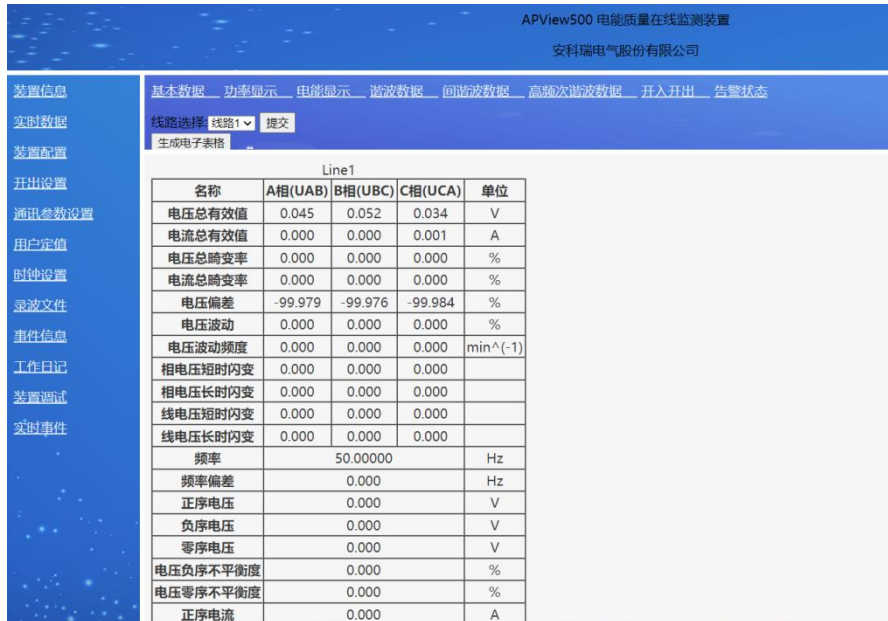 APView500 电能质量在线监测装置
安科瑞电气股份有限公司
装置信息
实时数据
装置配置
开出设置
通讯参数设置
用户定值
时钟设置
录波文件
事件信息
工作日记
装置调试
实时事件
基本数据 功率显示 电能显示 谐波数据 间谐波数据 高频次谐波数据 开入开出 告警状态
线路选择: 线路1 提交
生成电子表格
Line1
名称 A相(UAB) B相(UBC) C相(UCA) 单位
电压总有效值 0.045 0.052 0.034 V
电流总有效值 0.000 0.000 0.001 A
电压总畸变率 0.000 0.000 0.000 %
电流总畸变率 0.000 0.000 0.000 %
电压偏差 -99.979 -99.976 -99.984 %
电压波动 0.000 0.000 0.000 %
电压波动频度 0.000 0.000 0.000 min^(-1)
相电压短时闪变 0.000 0.000 0.000
相电压长时闪变 0.000 0.000 0.000
线电压短时闪变 0.000 0.000 0.000
线电压长时闪变 0.000 0.000 0.000
频率 50.00000 Hz
频率偏差 0.000 Hz
正序电压 0.000 V
负序电压 0.000 V
零序电压 0.000 V
电压负序不平衡度 0.000 %
电压零序不平衡度 0.000 %
正序电流 0.000 A